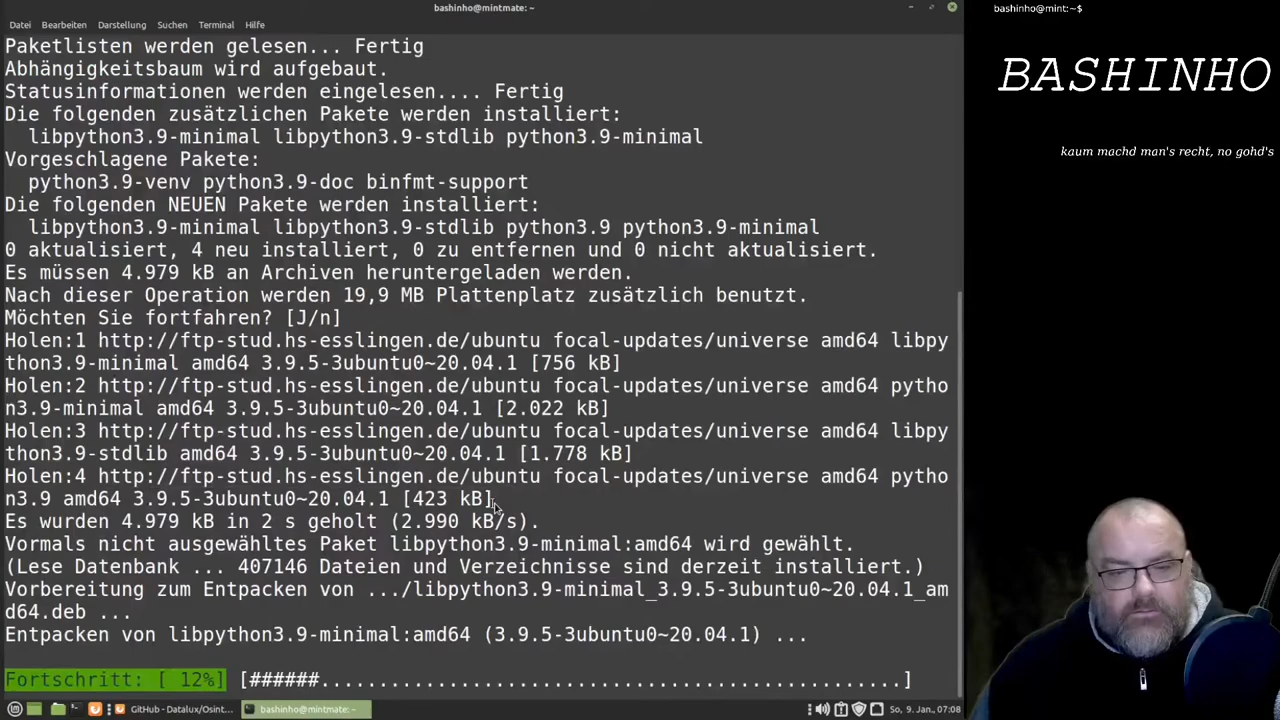 bashinho@mintmate: ~
Datei Bearbeiten Darstellung Suchen Terminal Hilfe
Paketlisten werden gelesen... Fertig
Abhängigkeitsbaum wird aufgebaut.
Statusinformationen werden eingelesen.... Fertig
Die folgenden zusätzlichen Pakete werden installiert:
libpython3.9-minimal libpython3.9-stdlib python3.9-minimal
Vorgeschlagene Pakete:
python3.9-venv python3.9-doc binfmt-support
Die folgenden NEUEN Pakete werden installiert:
libpython3.9-minimal libpython3.9-stdlib python3.9 python3.9-minimal
0 aktualisiert, 4 neu installiert, 0 zu entfernen und 0 nicht aktualisiert.
Es müssen 4.979 kB an Archiven heruntergeladen werden.
Nach dieser Operation werden 19,9 MB Plattenplatz zusätzlich benutzt.
Möchten Sie fortfahren? [J/n]
Holen:1 http://ftp-stud.hs-esslingen.de/ubuntu focal-updates/universe amd64 libpy
thon3.9-minimal amd64 3.9.5-3ubuntu0~20.04.1 [756 kB]
Holen:2 http://ftp-stud.hs-esslingen.de/ubuntu focal-updates/universe amd64 pytho
n3.9-minimal amd64 3.9.5-3ubuntu0~20.04.1 [2.022 kB]
Holen:3 http://ftp-stud.hs-esslingen.de/ubuntu focal-updates/universe amd64 libpy
thon3.9-stdlib amd64 3.9.5-3ubuntu0~20.04.1 [1.778 kB]
Holen:4 http://ftp-stud.hs-esslingen.de/ubuntu focal-updates/universe amd64 pytho
n3.9 amd64 3.9.5-3ubuntu0~20.04.1 [423 kB]
Es wurden 4.979 kB in 2 s geholt (2.990 kB/s).
Vormals nicht ausgewähltes Paket libpython3.9-minimal:amd64 wird gewählt.
(Lese Datenbank ... 407146 Dateien und Verzeichnisse sind derzeit installiert.)
Vorbereitung zum Entpacken von .../libpython3.9-minimal_3.9.5-3ubuntu0~20.04.1_am
d64.deb ...
Entpacken von libpython3.9-minimal:amd64 (3.9.5-3ubuntu0~20.04.1) ...
Fortschritt: [ 12%] [######..................................................]
GitHub - Datalux/Osint...
bashinho@mintmate: ~
So, 9. Jan., 07:08
bashinho@mint:~$
BASHINHO
kaum machd man's recht, no gohd's